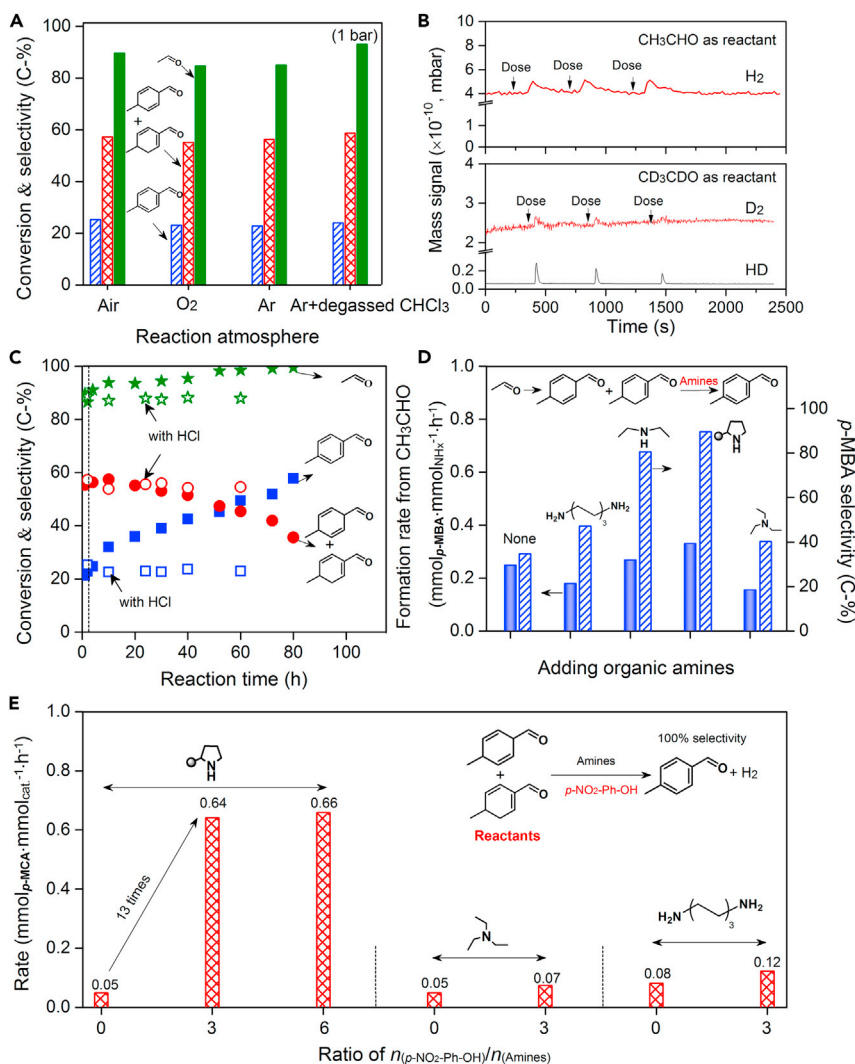 A
(1 bar)
100
80
60
40
20
0
Conversion & selectivity (C-%)
O
O
+
O
O
Air
O2
Ar
Ar+degassed CHCl3
Reaction atmosphere
B
CH3CHO as reactant
Dose
Dose
Dose
H2
10
8
6
4
2
0
CD3CDO as reactant
Dose
Dose
Dose
D2
4
3
2
HD
0.2
0.0
Mass signal (×10-10, mbar)
0
500
1000
1500
2000
2500
Time (s)
C
100
80
60
40
20
0
Conversion & selectivity (C-%)
O
with HCl
O
with HCl
O
+
O
with HCl
0
20
40
60
80
100
Reaction time (h)
D
O
O
+
O
Amines
O
1.0
0.8
0.6
0.4
0.2
0.0
Formation rate from CH3CHO
(mmolp-MBA·mmolNHx-1·h-1)
None
H2N
NH2
3
N
H
N
H
N
100
80
60
40
20
0
p-MBA selectivity (C-%)
Adding organic amines
E
1.0
0.8
0.6
0.4
0.2
0.0
Rate (mmolp-MCA·mmolcat.-1·h-1)
N
H
0.05
13 times
0.64
0.66
O
+
O
Reactants
Amines
p-NO2-Ph-OH
100% selectivity
O
+ H2
N
0.05
0.07
H2N
NH2
3
0.08
0.12
0
3
6
0
3
0
3
Ratio of n(p-NO2-Ph-OH)/n(Amines)